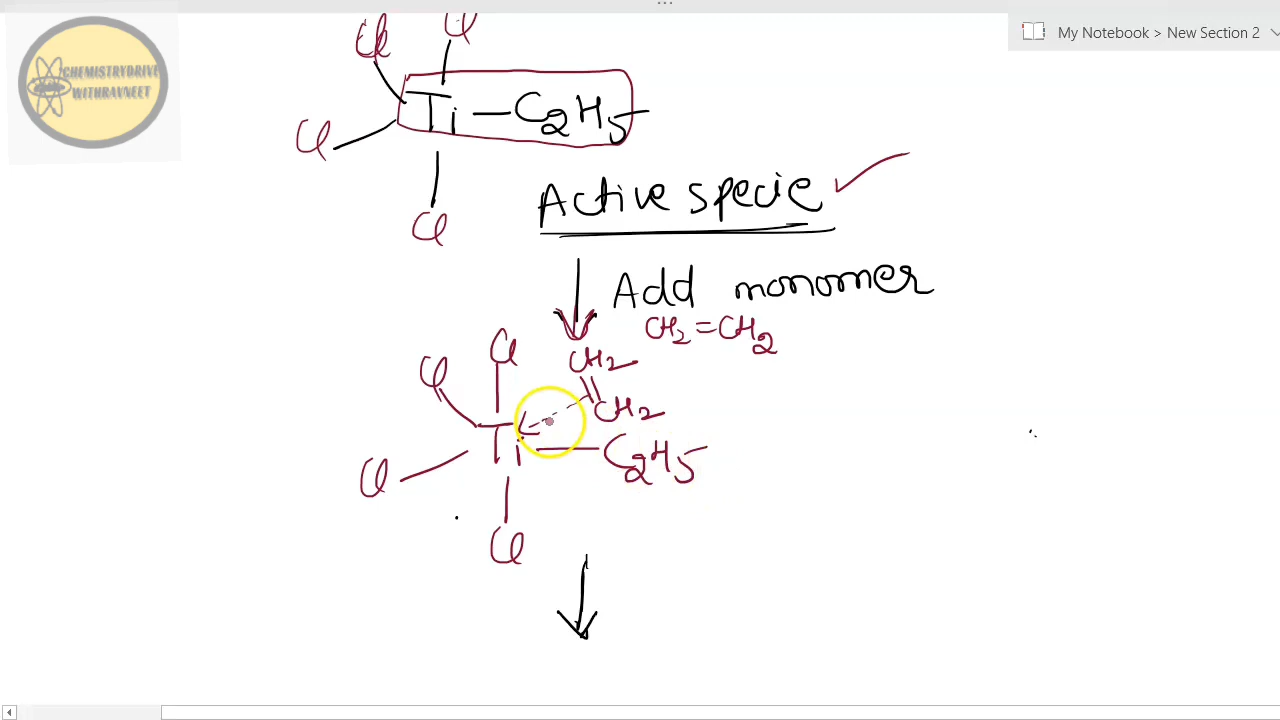 My Notebook > New Section 2
CHEMISTRYDRIVE
WITHRAVNEET
Cl Cl
Ti — C2H5
Cl
Cl
Active specie ✓
Add monomer
CH2 = CH2
Cl Cl
CH2
CH2
Ti — C2H5
Cl
Cl